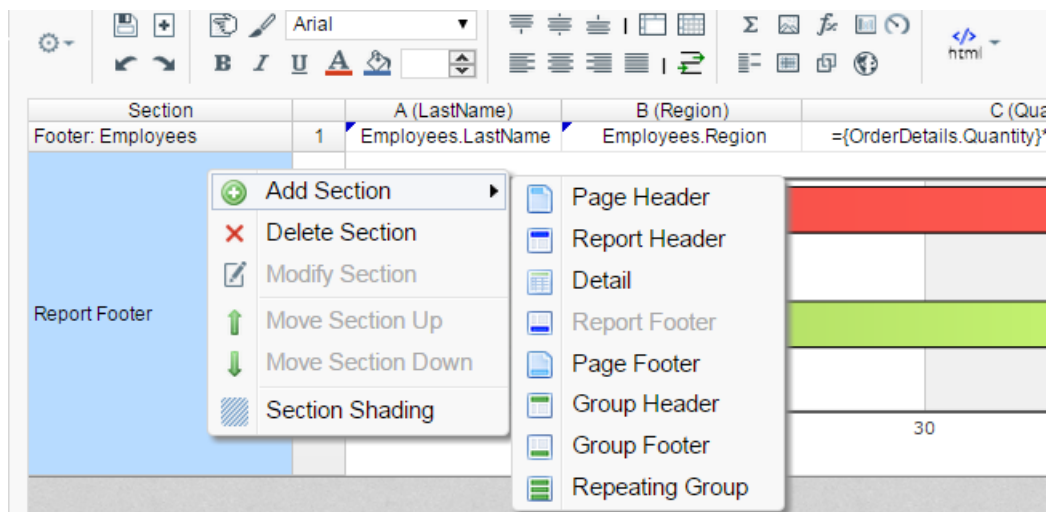 Arial
Σ fx
B I U A
</>
html
Section A (LastName) B (Region) C (Qua
Footer: Employees 1 Employees.LastName Employees.Region ={OrderDetails.Quantity}*
Report Footer
Add Section
Delete Section
Modify Section
Move Section Up
Move Section Down
Section Shading
Page Header
Report Header
Detail
Report Footer
Page Footer
Group Header
Group Footer
Repeating Group
30